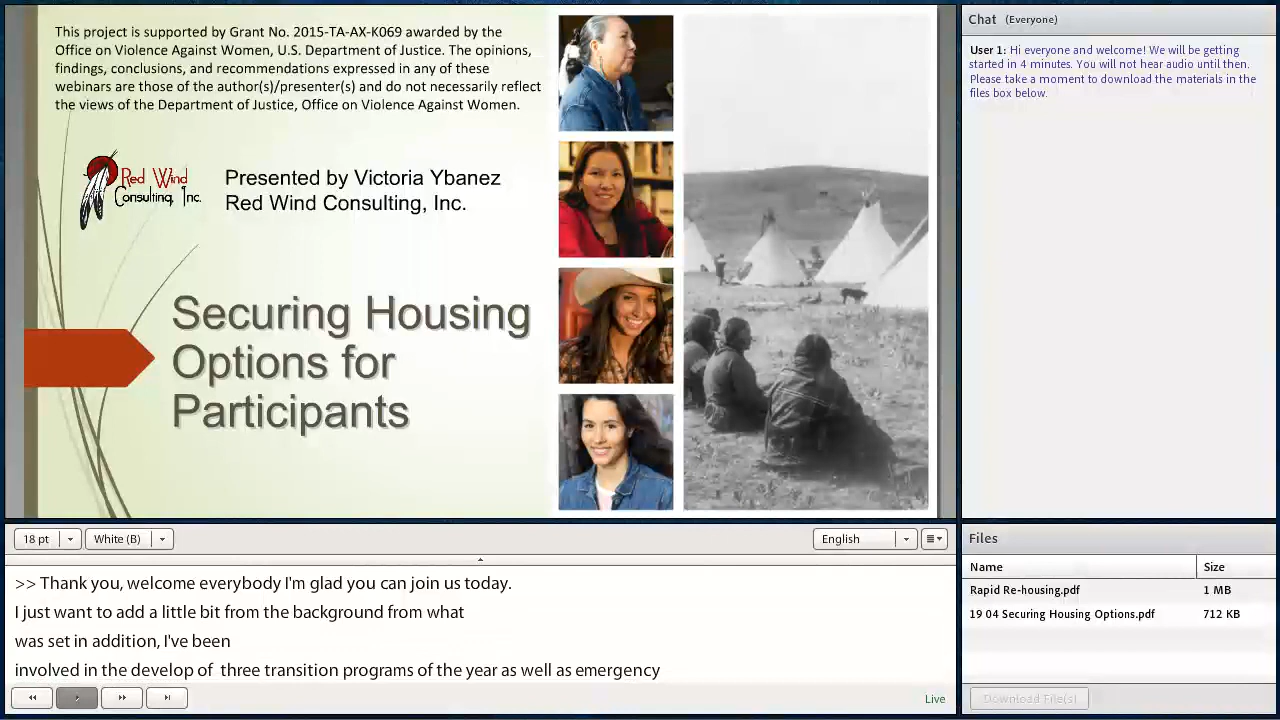 This project is supported by Grant No. 2015-TA-AX-K069 awarded by the
Office on Violence Against Women, U.S. Department of Justice. The opinions,
findings, conclusions, and recommendations expressed in any of these
webinars are those of the author(s)/presenter(s) and do not necessarily reflect
the views of the Department of Justice, Office on Violence Against Women.
Red Wind
Consulting, Inc.
Presented by Victoria Ybanez
Red Wind Consulting, Inc.
Securing Housing
Options for
Participants
Chat (Everyone)
User 1: Hi everyone and welcome! We will be getting
started in 4 minutes. You will not hear audio until then.
Please take a moment to download the materials in the
files box below.
18 pt
White (B)
English
>> Thank you, welcome everybody I'm glad you can join us today.
I just want to add a little bit from the background from what
was set in addition, I've been
involved in the develop of three transition programs of the year as well as emergency
Live
Files
Name Size
Rapid Re-housing.pdf 1 MB
19 04 Securing Housing Options.pdf 712 KB
Download File(s)